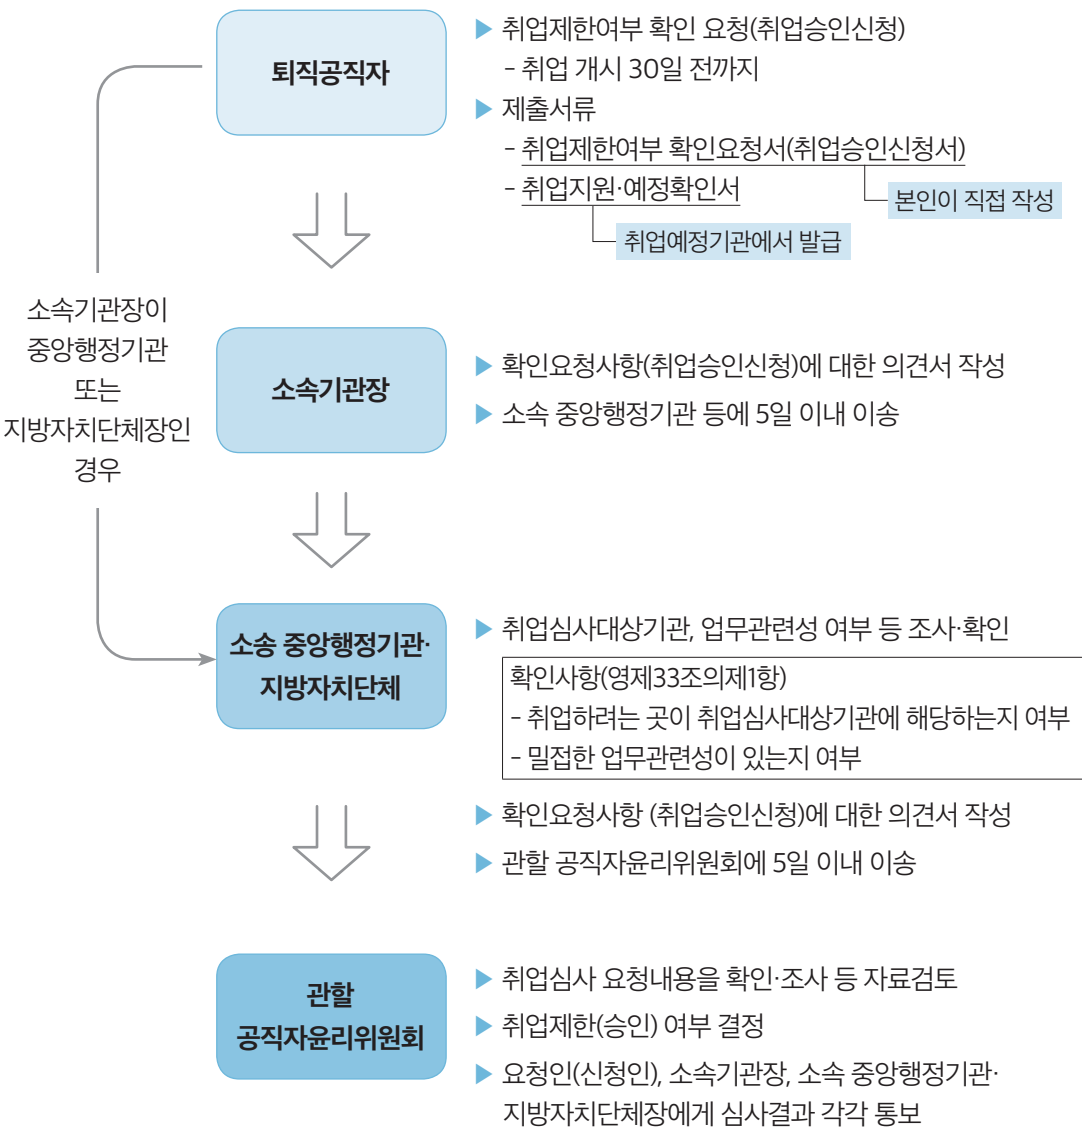 퇴직공직자
▶ 취업제한여부 확인 요청(취업승인신청)
- 취업 개시 30일 전까지
▶ 제출서류
- 취업제한여부 확인요청서(취업승인신청서)
- 취업지원·예정확인서
본인이 직접 작성
취업예정기관에서 발급
소속기관장이
중앙행정기관
또는
지방자치단체장인
경우
소속기관장
▶ 확인요청사항(취업승인신청)에 대한 의견서 작성
▶ 소속 중앙행정기관 등에 5일 이내 이송
소송 중앙행정기관·
지방자치단체
▶ 취업심사대상기관, 업무관련성 여부 등 조사·확인
확인사항(영제33조의제1항)
- 취업하려는 곳이 취업심사대상기관에 해당하는지 여부
- 밀접한 업무관련성이 있는지 여부
▶ 확인요청사항 (취업승인신청)에 대한 의견서 작성
▶ 관할 공직자윤리위원회에 5일 이내 이송
관할
공직자윤리위원회
▶ 취업심사 요청내용을 확인·조사 등 자료검토
▶ 취업제한(승인) 여부 결정
▶ 요청인(신청인), 소속기관장, 소속 중앙행정기관·
지방자치단체장에게 심사결과 각각 통보